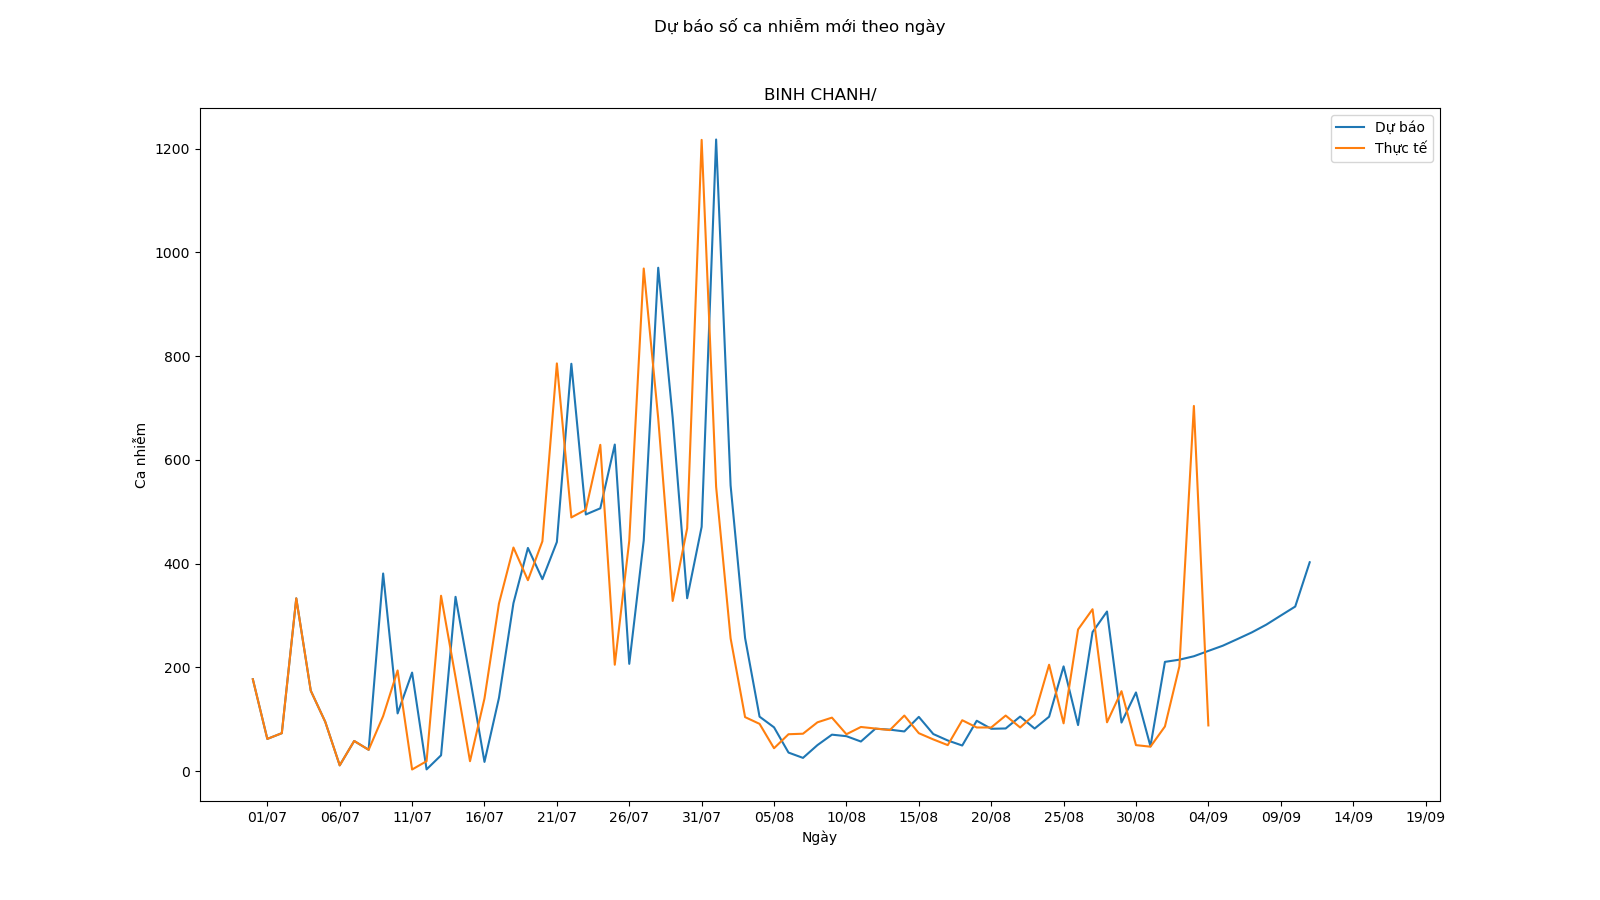 Dự báo số ca nhiễm mới theo ngày
BINH CHANH/
Dự báo
Thực tế
1200
1000
800
600
400
200
0
Ca nhiễm
01/07 06/07 11/07 16/07 21/07 26/07 31/07 05/08 10/08 15/08 20/08 25/08 30/08 04/09 09/09 14/09 19/09
Ngày